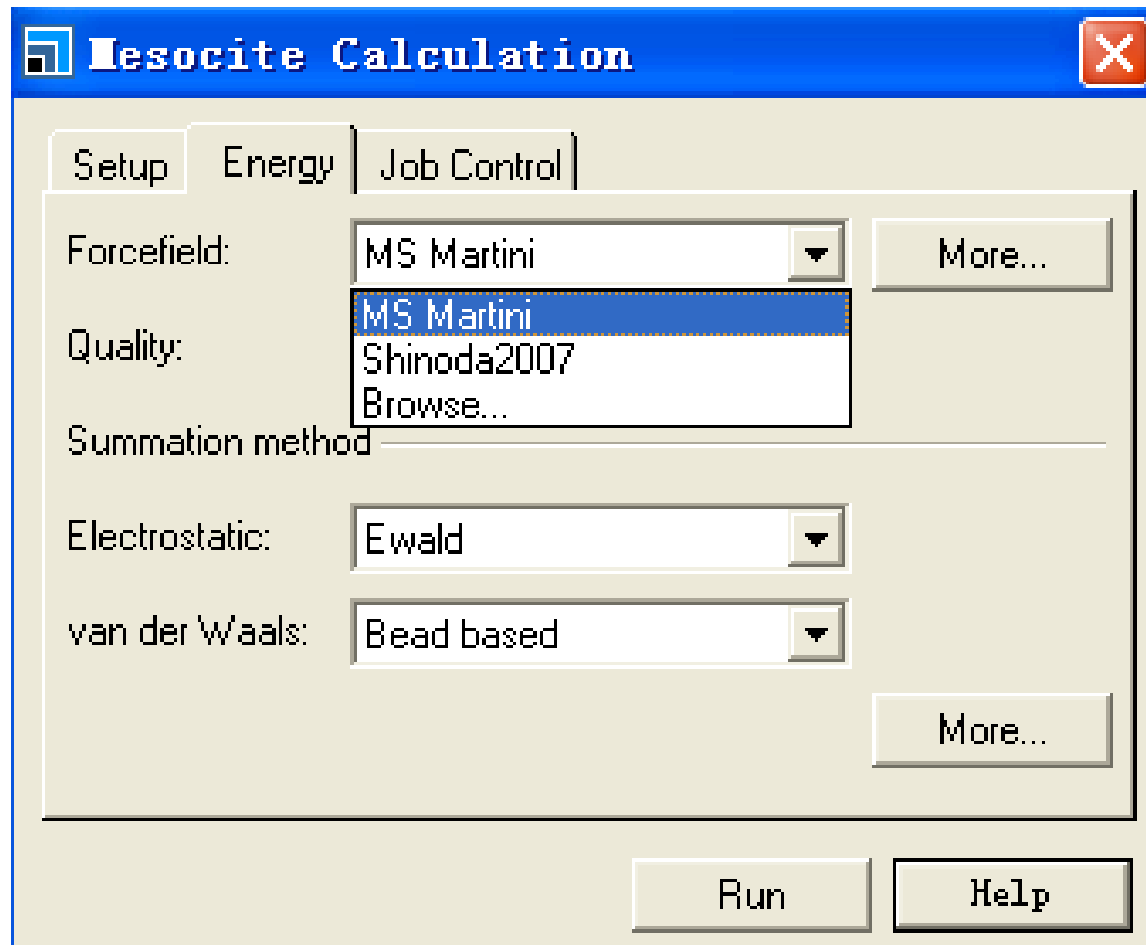 Mesocite Calculation
Setup Energy Job Control
Forcefield: MS Martini More...
MS Martini
Quality: Shinoda2007
Browse...
Summation method
Electrostatic: Ewald
van der Waals: Bead based
More...
Run Help